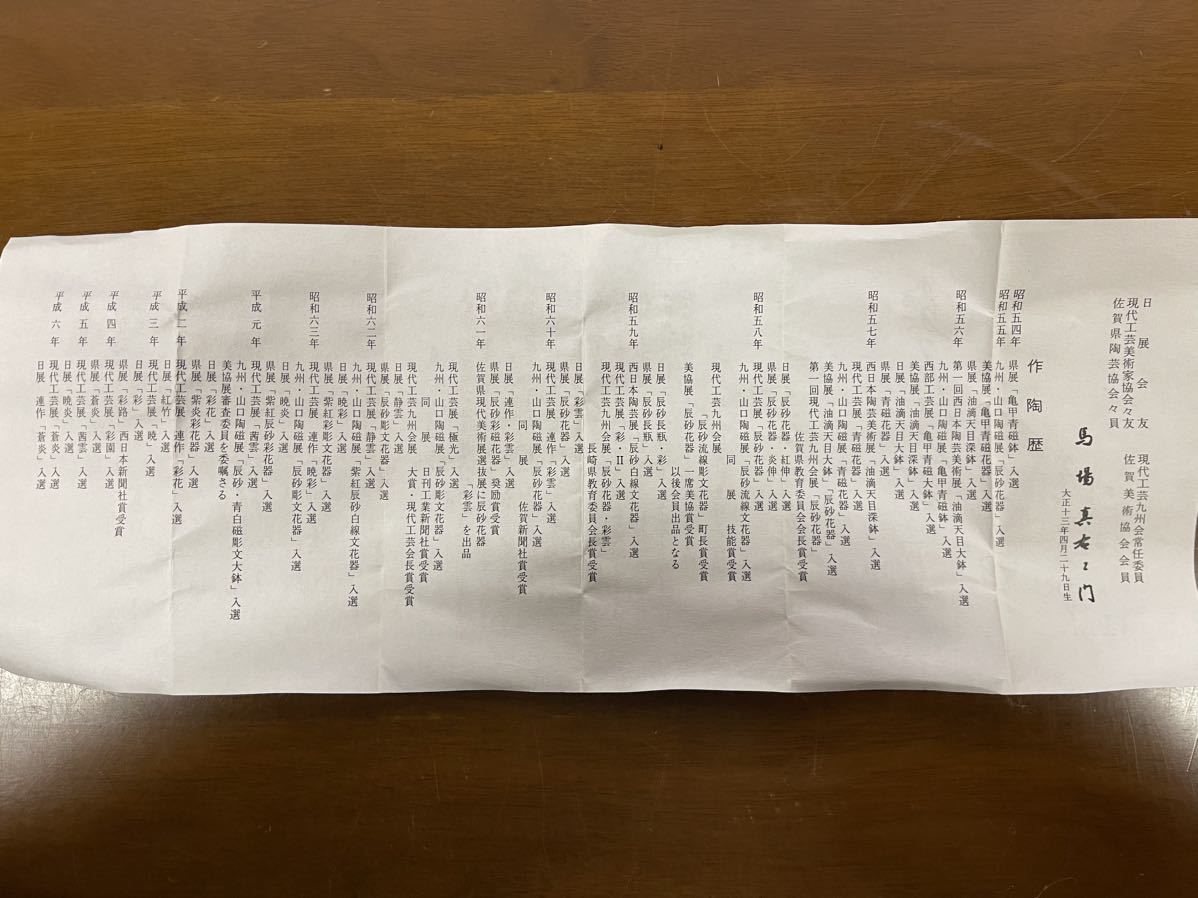 日展会友
現代工芸美術家協会々友
佐賀県陶芸協会々員
現代工芸九州会常任委員
佐賀美術協会会員
馬場真右ェ門
大正十三年四月二十九日生
作陶歴
昭和五四年 県展「亀甲青磁鉢」入選
昭和五五年 九州・山口陶磁展「辰砂花器」入選
美協展「亀甲青磁花器」入選
県展「油滴天目深鉢」入選
昭和五六年 第一回西日本陶芸美術展「油滴天目大鉢」入選
九州・山口陶磁展「亀甲青磁鉢」入選
西部工芸展「亀甲青磁大鉢」入選
美協展「油滴天目深鉢」入選
日展「油滴天目大鉢」入選
県展「青磁花器」入選
昭和五七年 西日本陶芸美術展「油滴天目深鉢」入選
現代工芸展「青磁花器」入選
九州・山口陶磁展「青磁花器」入選
美協展「油滴天目大鉢」「辰砂花器」入選
第一回現代工芸九州会展「辰砂花器」
佐賀県教育委員会会長賞受賞
日展「辰砂花器・紅伸」入選
昭和五八年 現代工芸展「辰砂花器・炎伸」入選
九州・山口陶磁展「辰砂流線文花器」入選
同展 技能賞受賞
現代工芸九州会展
「辰砂流線彫文花器」町長賞受賞
美協展「辰砂花器」一席美協賞受賞
以後会員出品となる
県展「辰砂長瓶」入選
日展「辰砂長瓶・彩」入選
昭和五九年 西日本陶芸展「辰砂白線文花器」入選
現代工芸展「彩・Ⅱ」入選
現代工芸九州会展「辰砂花器・彩雲」
長崎県教育委員会会長賞受賞
日展「彩雲」入選
県展「辰砂花器」入選
昭和六十年 現代工芸展 連作「彩雲」入選
九州・山口陶磁展「辰砂花器」入選
同展 佐賀新聞社賞受賞
日展「連作・彩雲」入選
県展「辰砂彩花器」奨励賞受賞
昭和六一年 佐賀県現代美術展選抜展に辰砂花器
「彩雲」を出品
現代工芸展「極光」入選
九州・山口陶磁展「辰砂彫文花器」入選
同展 日刊工業新聞社賞受賞
現代工芸九州会展 大賞・現代工芸会長賞受賞
日展「静雲」入選
県展「辰砂彫文花器」入選
昭和六二年 現代工芸展「静雲」入選
九州・山口陶磁展「紫紅辰砂白線文花器」入選
日展「暁彩」入選
県展「紫紅彩彫文花器」入選
昭和六三年 現代工芸展 連作「暁彩」入選
九州・山口陶磁展「辰砂彫文花器」入選
日展「暁炎」入選
県展「紫紅辰砂彩花器」入選
平成元年 現代工芸展「茜雲」入選
九州・山口陶磁展「辰砂・青白磁彫文大鉢」入選
美協展審査委員を委嘱さる
日展「彩花」入選
県展「紫炎彩花器」入選
平成二年 現代工芸展 連作「彩花」入選
日展「紅竹」入選
平成三年 現代工芸展「暁」入選
日展「彩」入選
県展「彩路」西日本新聞社賞受賞
平成四年 現代工芸展「彩園」入選
県展「蒼炎」入選
平成五年 現代工芸展「茜雲」入選
日展「暁炎」入選
平成六年 現代工芸展「蒼炎」入選
日展 連作「蒼炎」入選